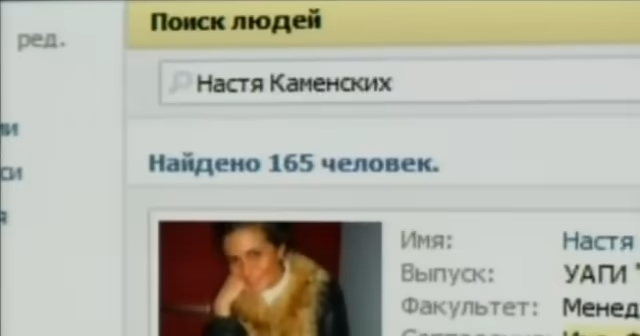 Поиск людей
ред.
Настя Каменских
Найдено 165 человек.
Имя: Настя
Выпуск: УАГИ
Факультет: Менед